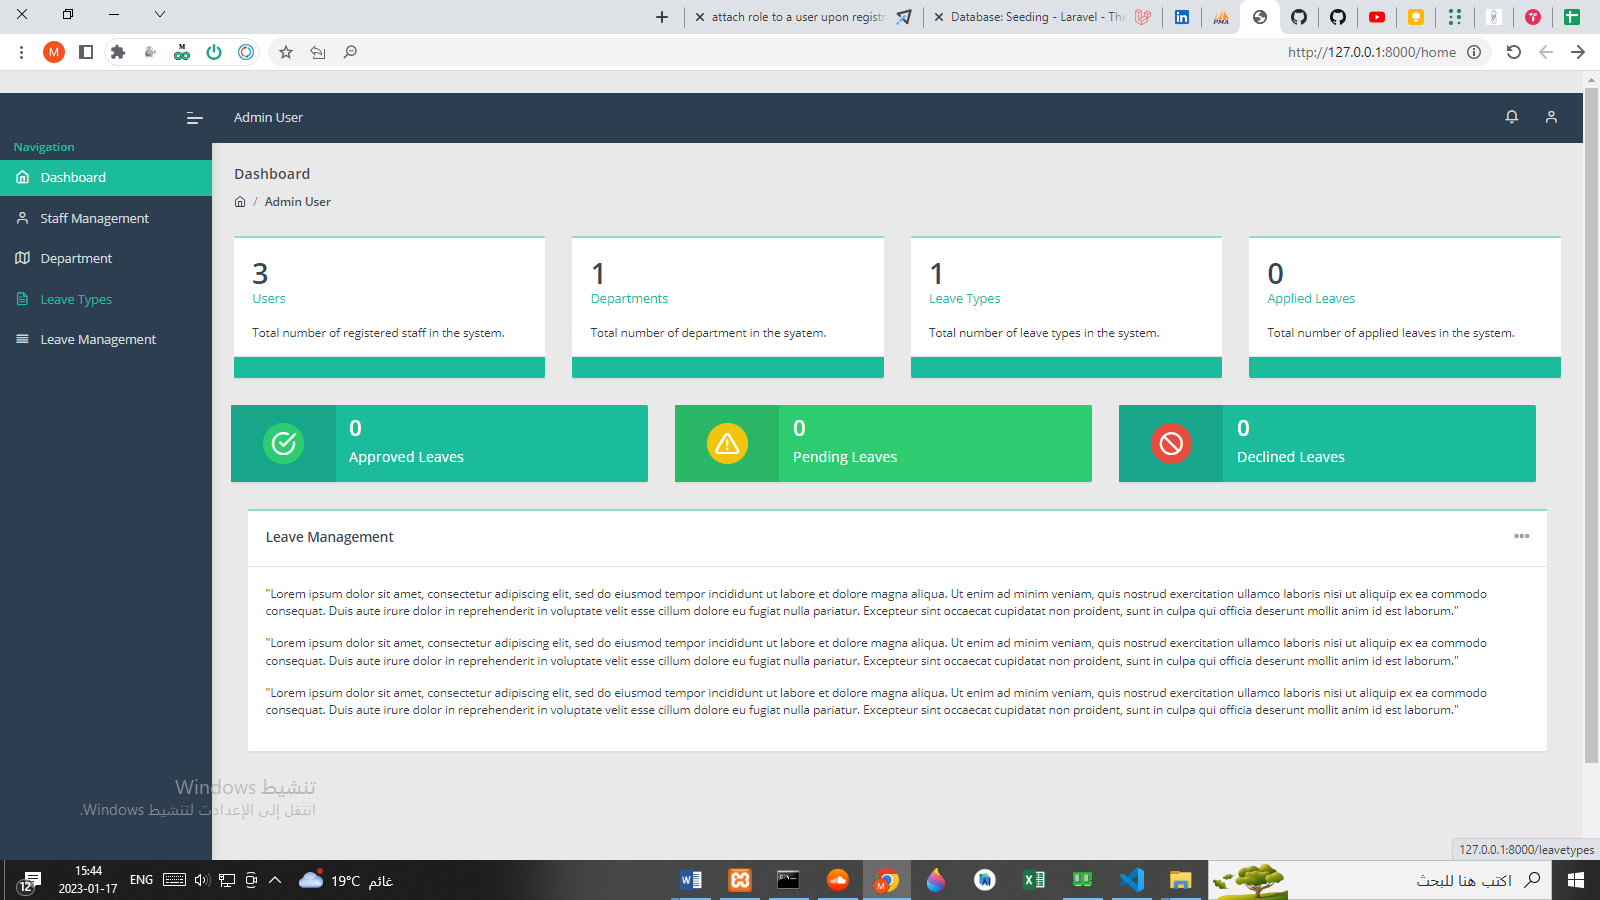 attach role to a user upon registr
Database: Seeding - Laravel - The
M
http://127.0.0.1:8000/home
Admin User
Navigation
Dashboard
Staff Management
Department
Leave Types
Leave Management
Dashboard
/ Admin User
3
Users
Total number of registered staff in the system.
1
Departments
Total number of department in the syatem.
1
Leave Types
Total number of leave types in the system.
0
Applied Leaves
Total number of applied leaves in the system.
0
Approved Leaves
0
Pending Leaves
0
Declined Leaves
Leave Management
"Lorem ipsum dolor sit amet, consectetur adipiscing elit, sed do eiusmod tempor incididunt ut labore et dolore magna aliqua. Ut enim ad minim veniam, quis nostrud exercitation ullamco laboris nisi ut aliquip ex ea commodo
consequat. Duis aute irure dolor in reprehenderit in voluptate velit esse cillum dolore eu fugiat nulla pariatur. Excepteur sint occaecat cupidatat non proident, sunt in culpa qui officia deserunt mollit anim id est laborum."
"Lorem ipsum dolor sit amet, consectetur adipiscing elit, sed do eiusmod tempor incididunt ut labore et dolore magna aliqua. Ut enim ad minim veniam, quis nostrud exercitation ullamco laboris nisi ut aliquip ex ea commodo
consequat. Duis aute irure dolor in reprehenderit in voluptate velit esse cillum dolore eu fugiat nulla pariatur. Excepteur sint occaecat cupidatat non proident, sunt in culpa qui officia deserunt mollit anim id est laborum."
"Lorem ipsum dolor sit amet, consectetur adipiscing elit, sed do eiusmod tempor incididunt ut labore et dolore magna aliqua. Ut enim ad minim veniam, quis nostrud exercitation ullamco laboris nisi ut aliquip ex ea commodo
consequat. Duis aute irure dolor in reprehenderit in voluptate velit esse cillum dolore eu fugiat nulla pariatur. Excepteur sint occaecat cupidatat non proident, sunt in culpa qui officia deserunt mollit anim id est laborum."
تنشيط Windows
انتقل إلى الإعدادت لتنشيط Windows.
127.0.0.1:8000/leavetypes
12
15:44
2023-01-17
ENG
19°C غائم
اكتب هنا للبحث